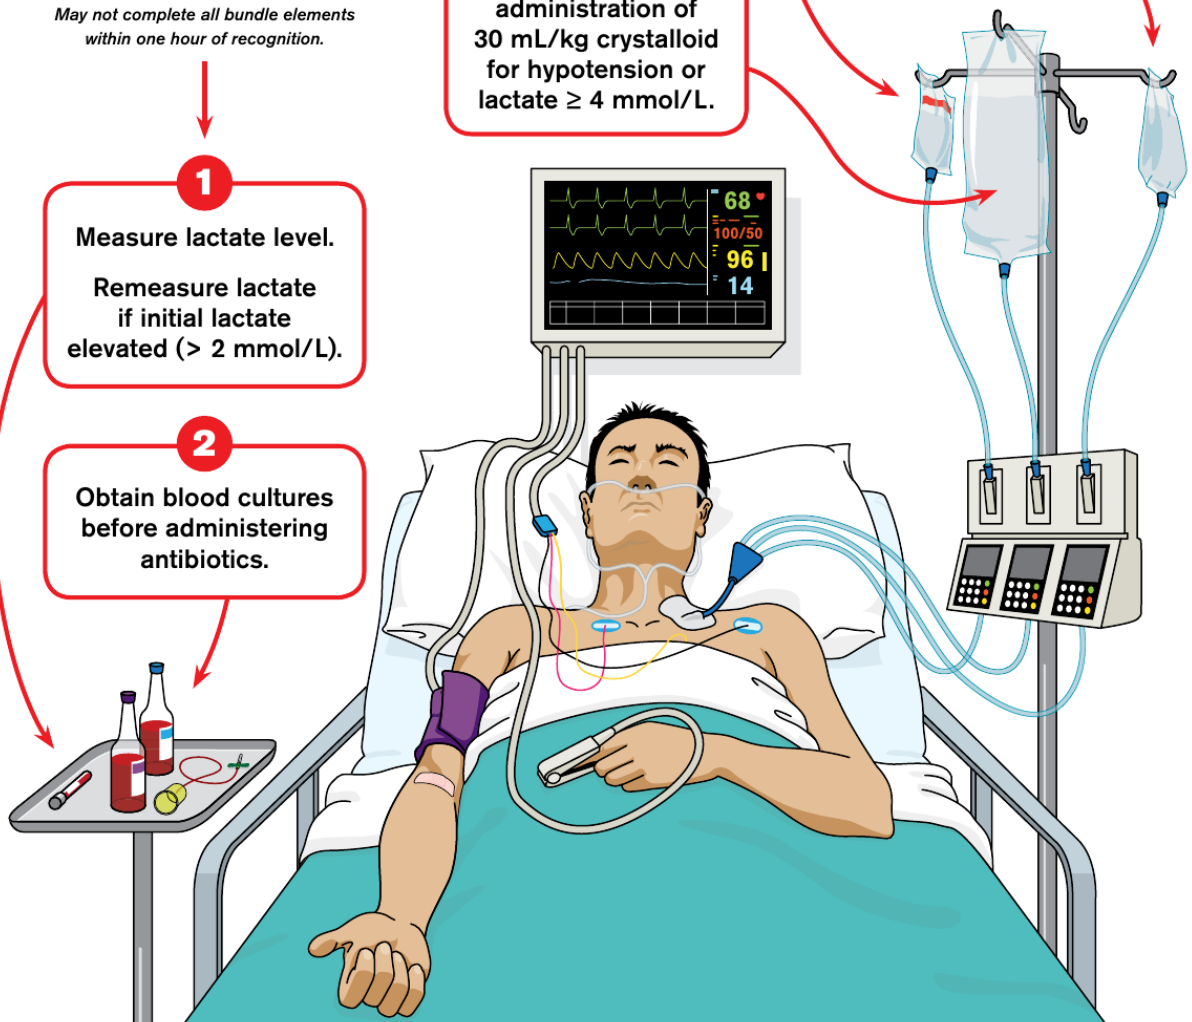 May not complete all bundle elements
within one hour of recognition.
administration of
30 mL/kg crystalloid
for hypotension or
lactate ≥ 4 mmol/L.
1
Measure lactate level.
Remeasure lactate
if initial lactate
elevated (> 2 mmol/L).
2
Obtain blood cultures
before administering
antibiotics.
68
100/50
96
14